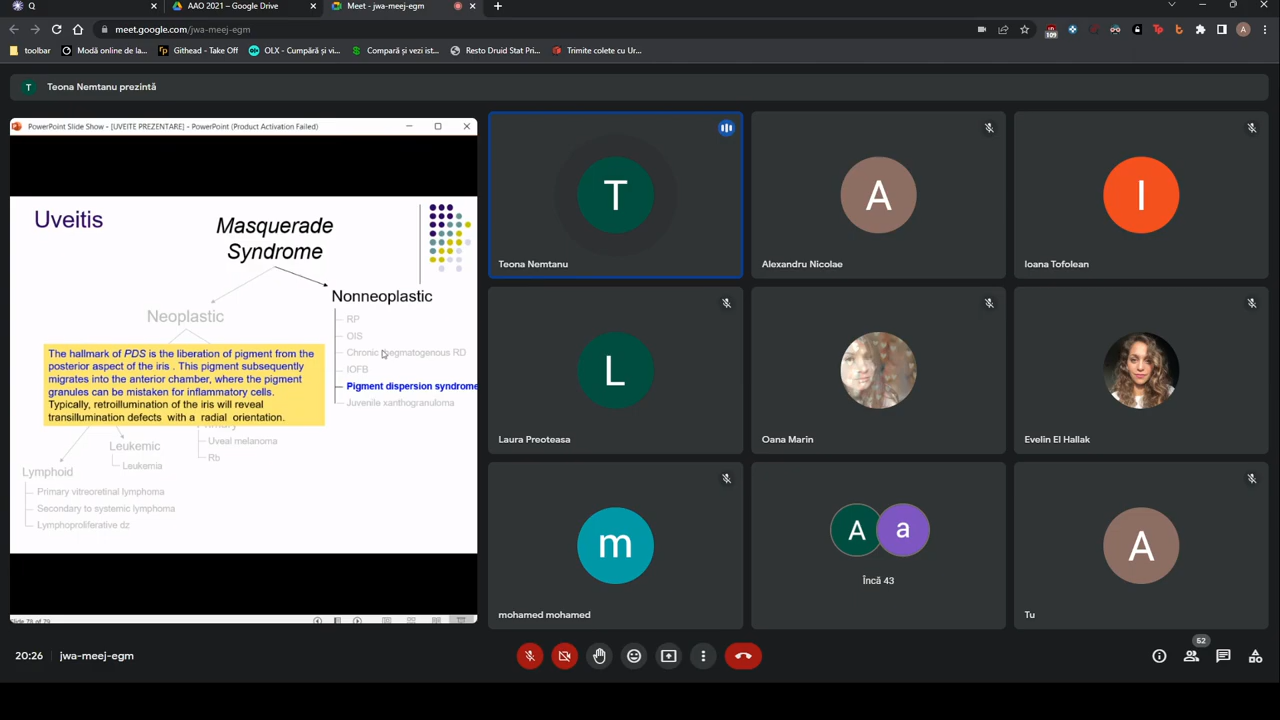 Q
AAO 2021 – Google Drive
Meet - jwa-meej-egm
meet.google.com/jwa-meej-egm
109
A
toolbar
Modă online de la...
Githead - Take Off
OLX - Cumpără și vi...
Compară și vezi ist...
Resto Druid Stat Pri...
Trimite colete cu Ur...
T
Teona Nemtanu prezintă
PowerPoint Slide Show - [UVEITE PREZENTARE] - PowerPoint (Product Activation Failed)
Uveitis
Masquerade
Syndrome
Neoplastic
Nonneoplastic
RP
OIS
Chronic rhegmatogenous RD
IOFB
Pigment dispersion syndrome
Juvenile xanthogranuloma
The hallmark of PDS is the liberation of pigment from the
posterior aspect of the iris . This pigment subsequently
migrates into the anterior chamber, where the pigment
granules can be mistaken for inflammatory cells.
Typically, retroillumination of the iris will reveal
transillumination defects with a radial orientation.
Primary
Uveal melanoma
Rb
Leukemic
Leukemia
Lymphoid
Primary vitreoretinal lymphoma
Secondary to systemic lymphoma
Lymphoproliferative dz
Slide 78 of 79
T
Teona Nemtanu
A
Alexandru Nicolae
I
Ioana Tofolean
L
Laura Preoteasa
Oana Marin
Evelin El Hallak
m
mohamed mohamed
A
a
Încă 43
A
Tu
20:26
jwa-meej-egm
52